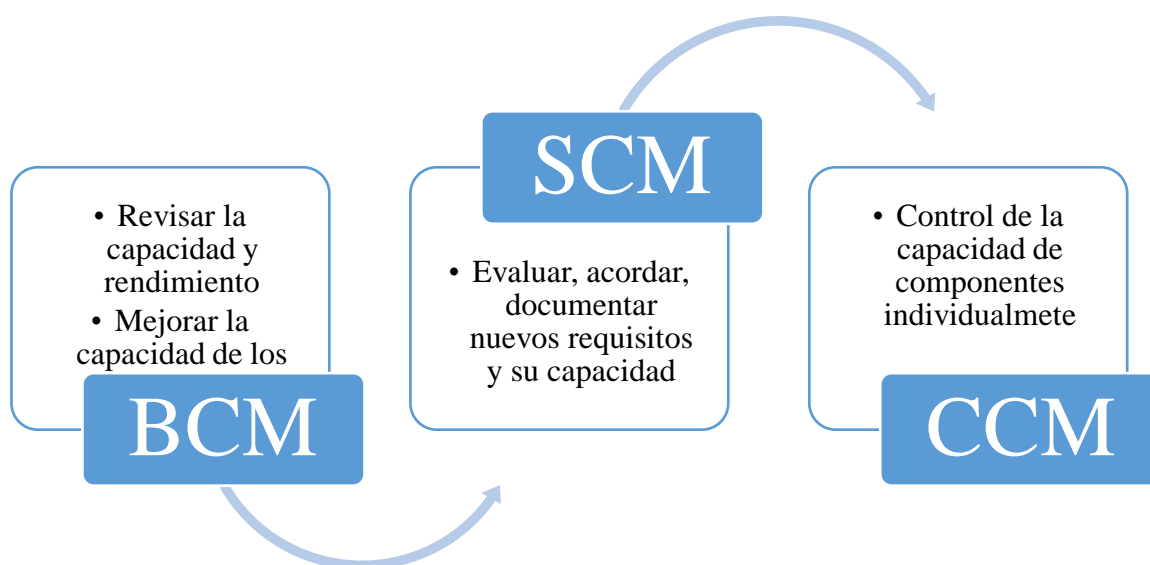 • Revisar la
capacidad y
rendimiento
• Mejorar la
capacidad de los
BCM
SCM
• Evaluar, acordar,
documentar
nuevos requisitos
y su capacidad
• Control de la
capacidad de
componentes
individualmete
CCM